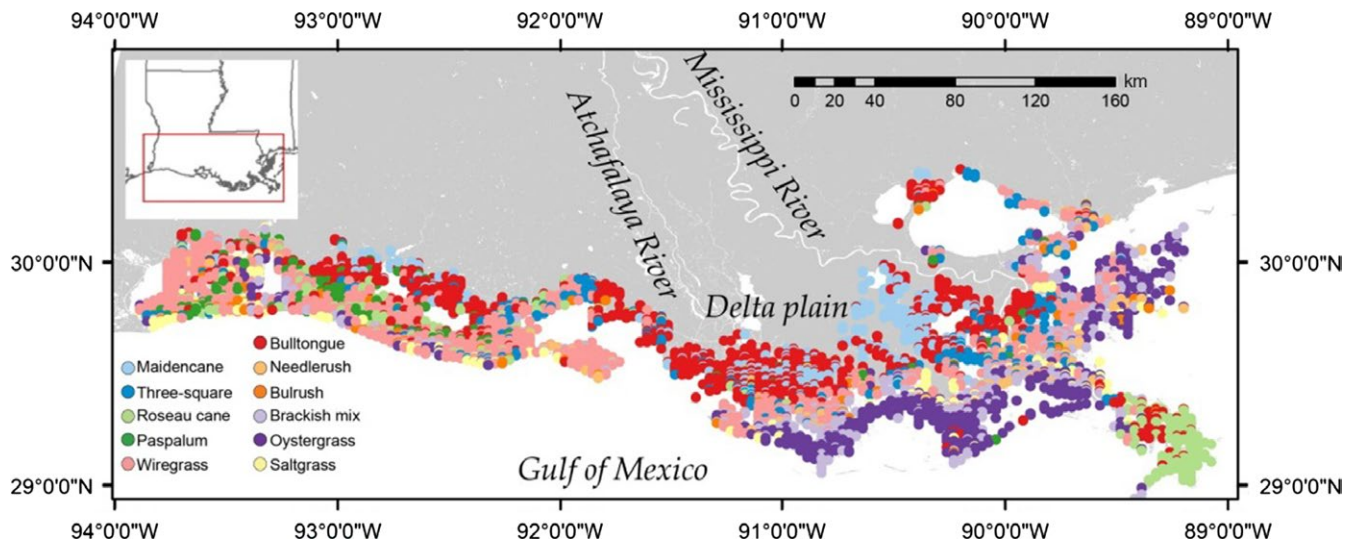 94°0'0"W 93°0'0"W 92°0'0"W 91°0'0"W 90°0'0"W 89°0'0"W
Mississippi River
Atchafalaya River
km
0 20 40 80 120 160
30°0'0"N 30°0'0"N
Delta plain
Bulltongue
Maidencane Needlerush
Three-square Bulrush
Roseau cane Brackish mix
Paspalum Oystergrass
Wiregrass Saltgrass
Gulf of Mexico
29°0'0"N 29°0'0"N
94°0'0"W 93°0'0"W 92°0'0"W 91°0'0"W 90°0'0"W 89°0'0"W